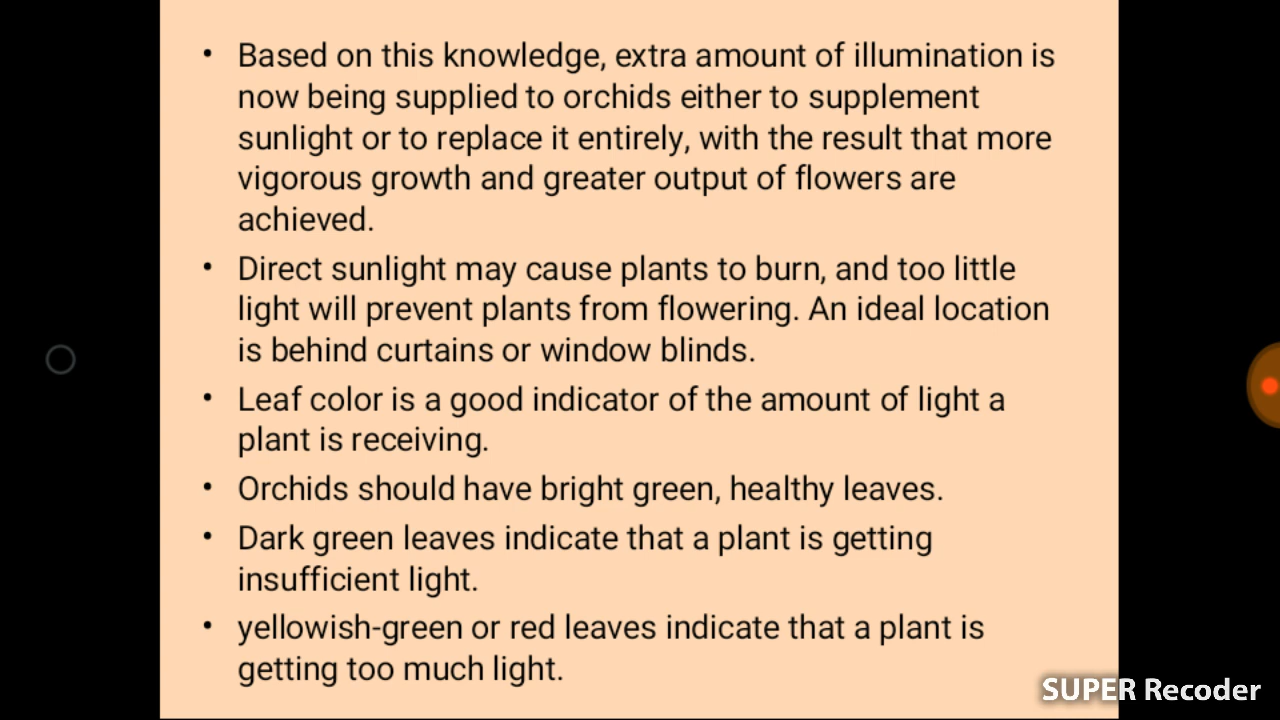 • Based on this knowledge, extra amount of illumination is
now being supplied to orchids either to supplement
sunlight or to replace it entirely, with the result that more
vigorous growth and greater output of flowers are
achieved.
• Direct sunlight may cause plants to burn, and too little
light will prevent plants from flowering. An ideal location
is behind curtains or window blinds.
• Leaf color is a good indicator of the amount of light a
plant is receiving.
• Orchids should have bright green, healthy leaves.
• Dark green leaves indicate that a plant is getting
insufficient light.
• yellowish-green or red leaves indicate that a plant is
getting too much light.
SUPER Recoder